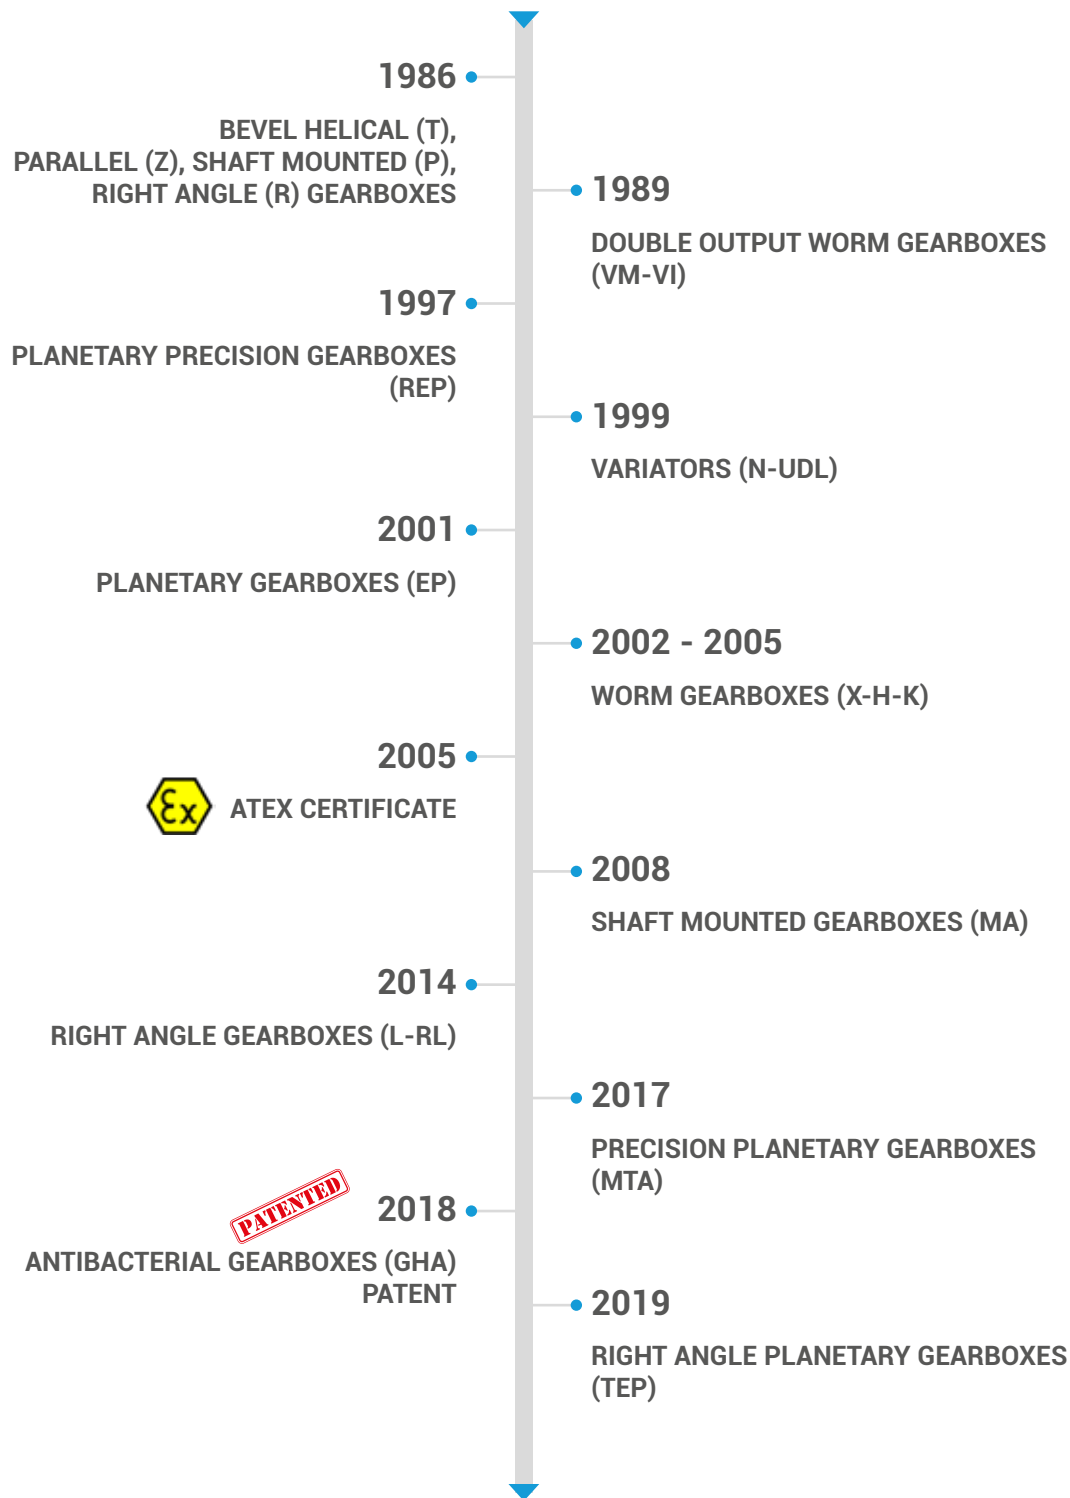 1986
BEVEL HELICAL (T),
PARALLEL (Z), SHAFT MOUNTED (P),
RIGHT ANGLE (R) GEARBOXES
1989
DOUBLE OUTPUT WORM GEARBOXES
(VM-VI)
1997
PLANETARY PRECISION GEARBOXES
(REP)
1999
VARIATORS (N-UDL)
2001
PLANETARY GEARBOXES (EP)
2002 - 2005
WORM GEARBOXES (X-H-K)
2005
Ex
ATEX CERTIFICATE
2008
SHAFT MOUNTED GEARBOXES (MA)
2014
RIGHT ANGLE GEARBOXES (L-RL)
2017
PRECISION PLANETARY GEARBOXES
(MTA)
PATENTED
2018
ANTIBACTERIAL GEARBOXES (GHA)
PATENT
2019
RIGHT ANGLE PLANETARY GEARBOXES
(TEP)